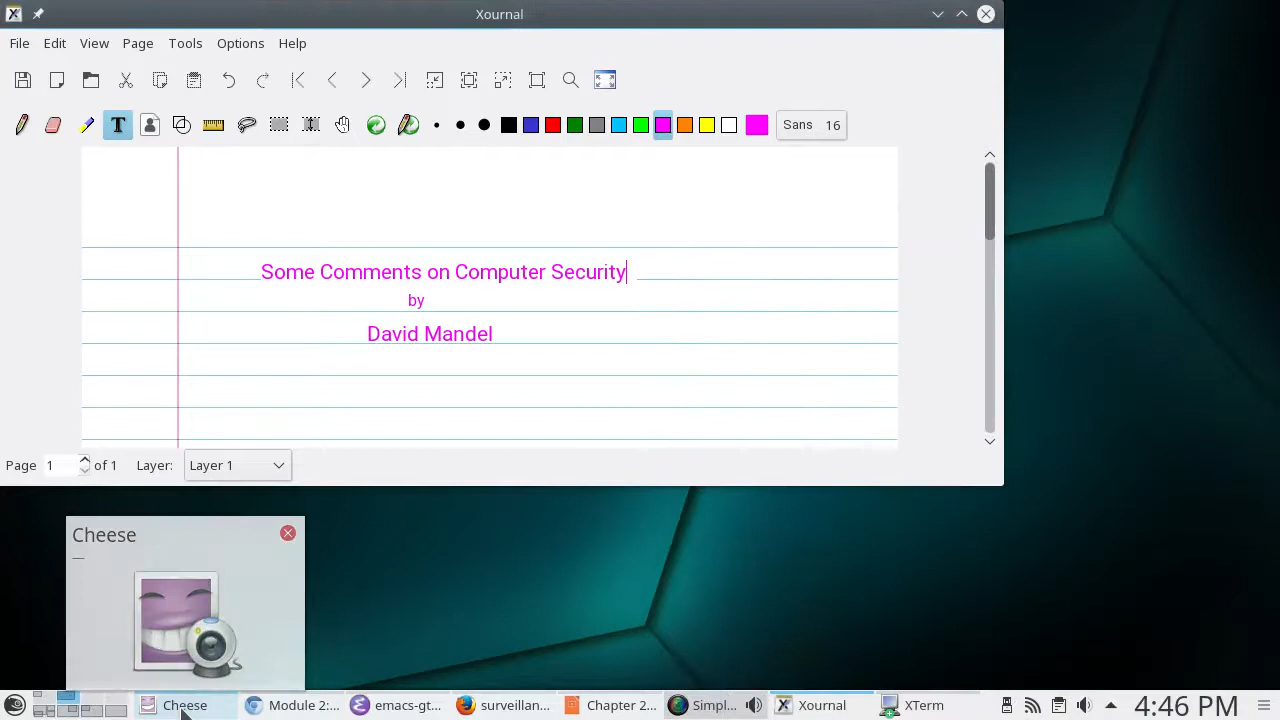 Xournal
File Edit View Page Tools Options Help
T Sans 16
Some Comments on Computer Security
by
David Mandel
Page 1 of 1 Layer: Layer 1
Cheese
Cheese Module 2:... emacs-gt... surveillan... Chapter 2... Simpl... Xournal XTerm 4:46 PM